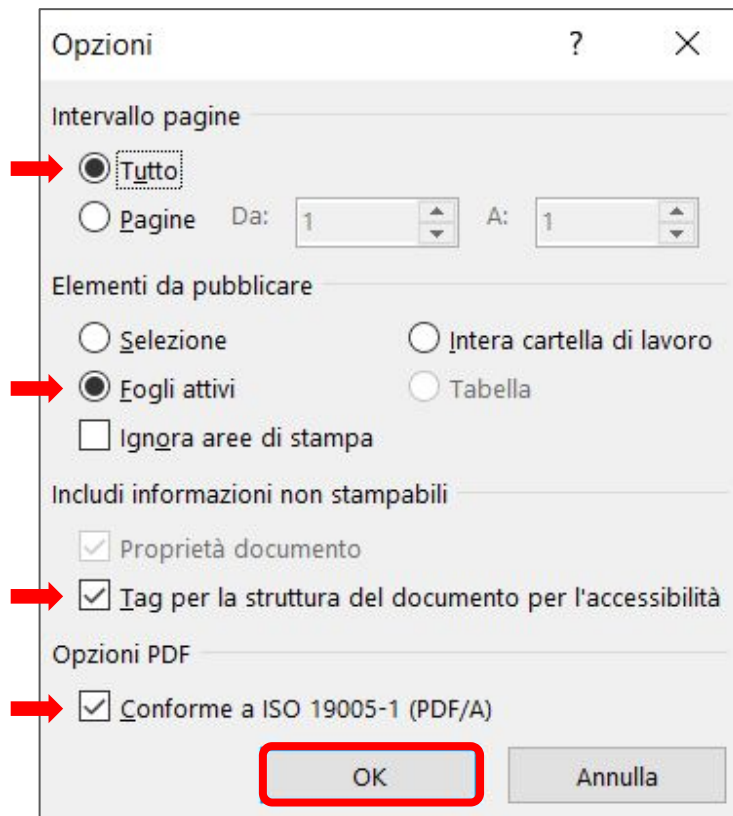 Opzioni ?
Intervallo pagine
Tutto
Pagine Da: 1 A: 1
Elementi da pubblicare
Selezione Intera cartella di lavoro
Fogli attivi Tabella
Ignora aree di stampa
Includi informazioni non stampabili
Proprietà documento
Tag per la struttura del documento per l'accessibilità
Opzioni PDF
Conforme a ISO 19005-1 (PDF/A)
OK Annulla